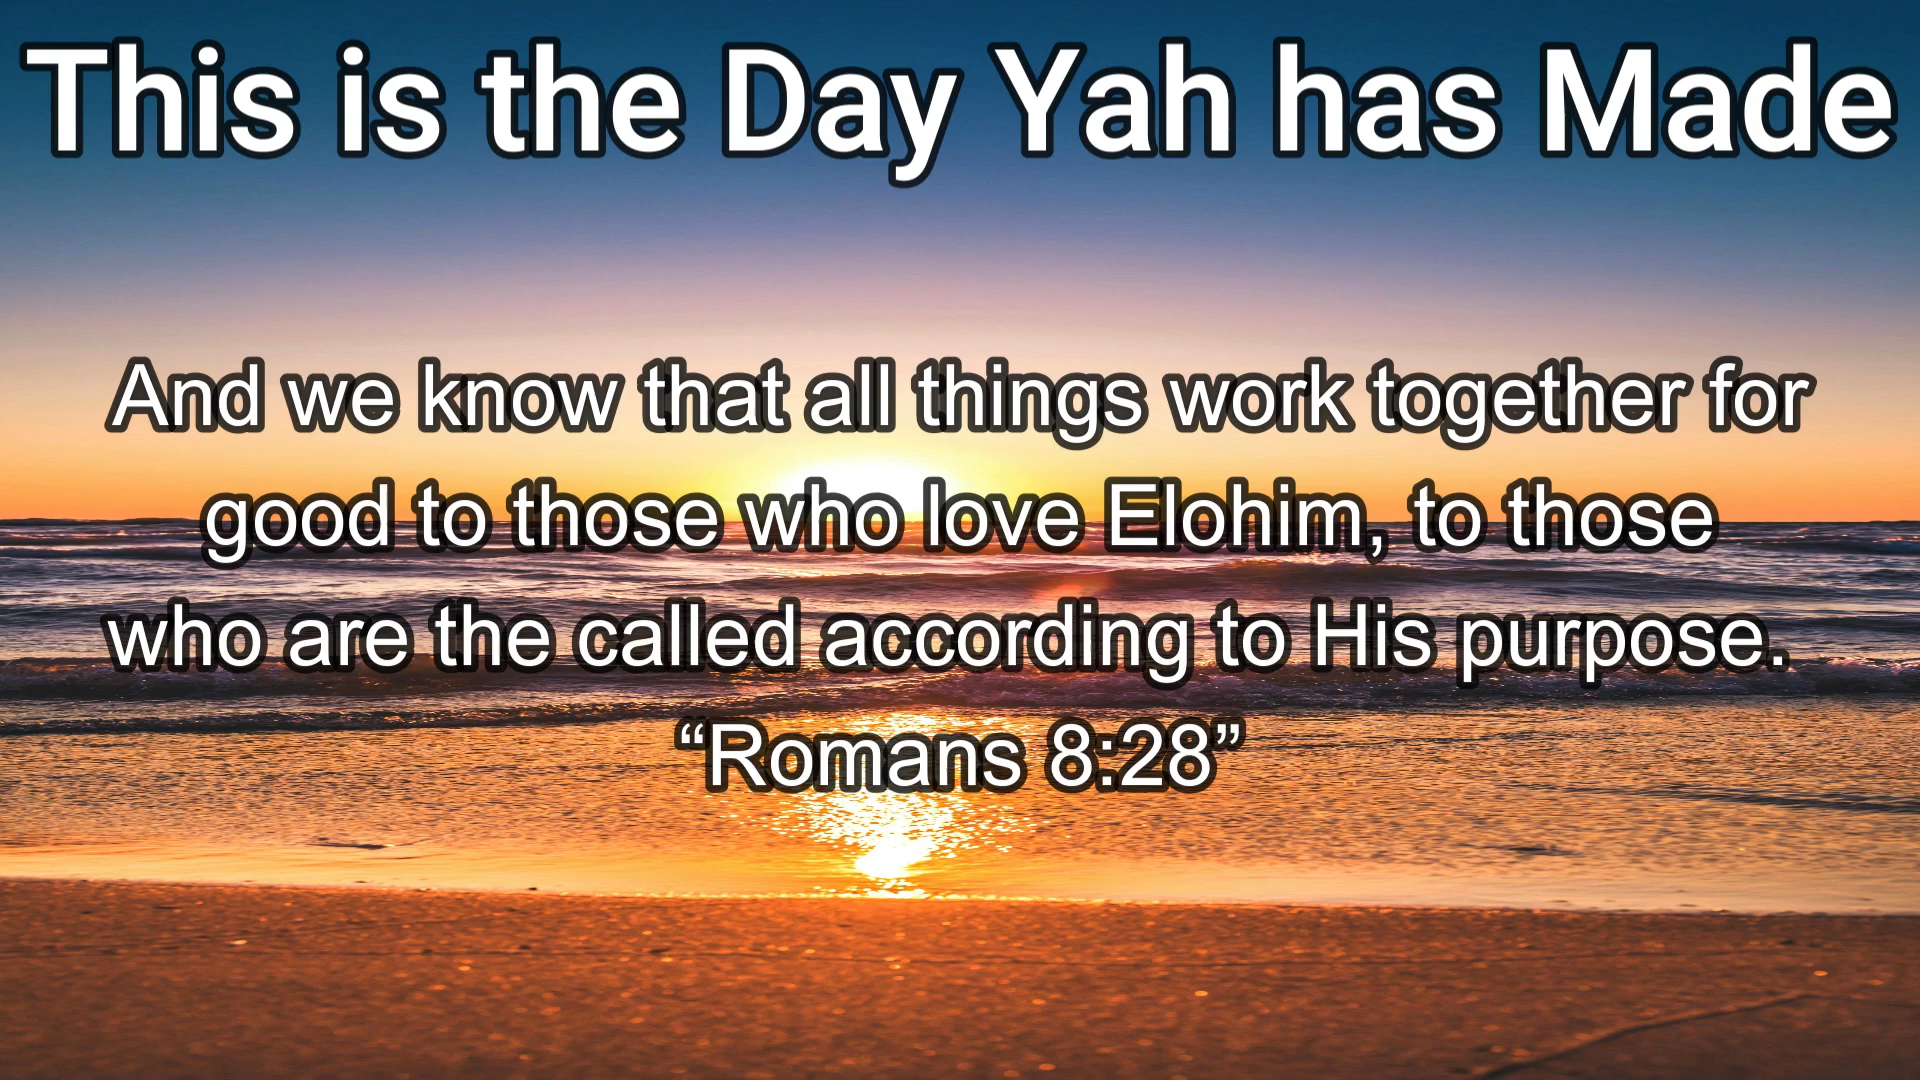 This is the Day Yah has Made
And we know that all things work together for
good to those who love Elohim, to those
who are the called according to His purpose.
“Romans 8:28”